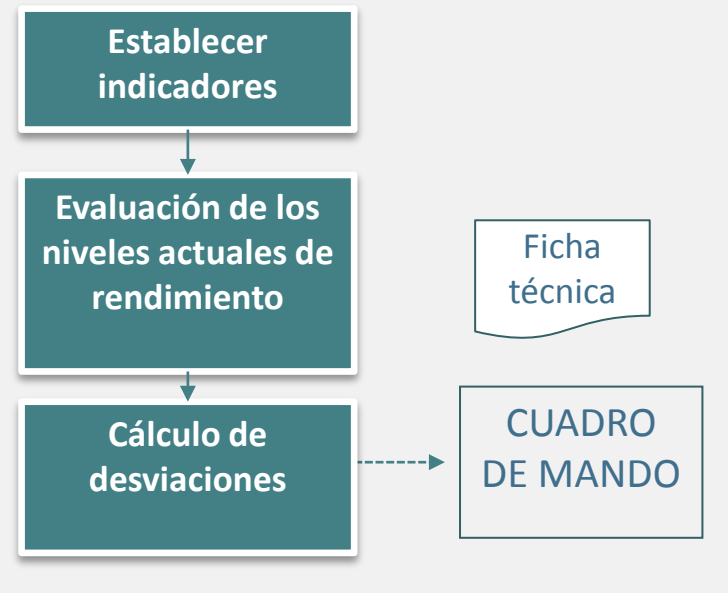 Establecer
indicadores
Evaluación de los
niveles actuales de
rendimiento
Ficha
técnica
Cálculo de
desviaciones
CUADRO
DE MANDO